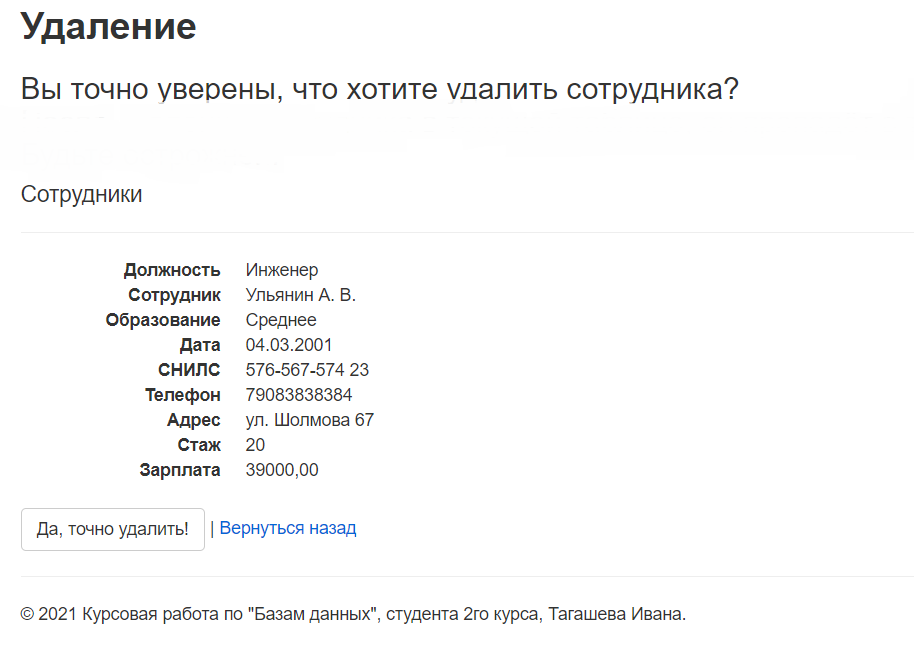 Удаление
Вы точно уверены, что хотите удалить сотрудника?
Сотрудники
Должность Инженер
Сотрудник Ульянин А. В.
Образование Среднее
Дата 04.03.2001
СНИЛС 576-567-574 23
Телефон 79083838384
Адрес ул. Шолмова 67
Стаж 20
Зарплата 39000,00
Да, точно удалить! | Вернуться назад
© 2021 Курсовая работа по "Базам данных", студента 2го курса, Тагашева Ивана.